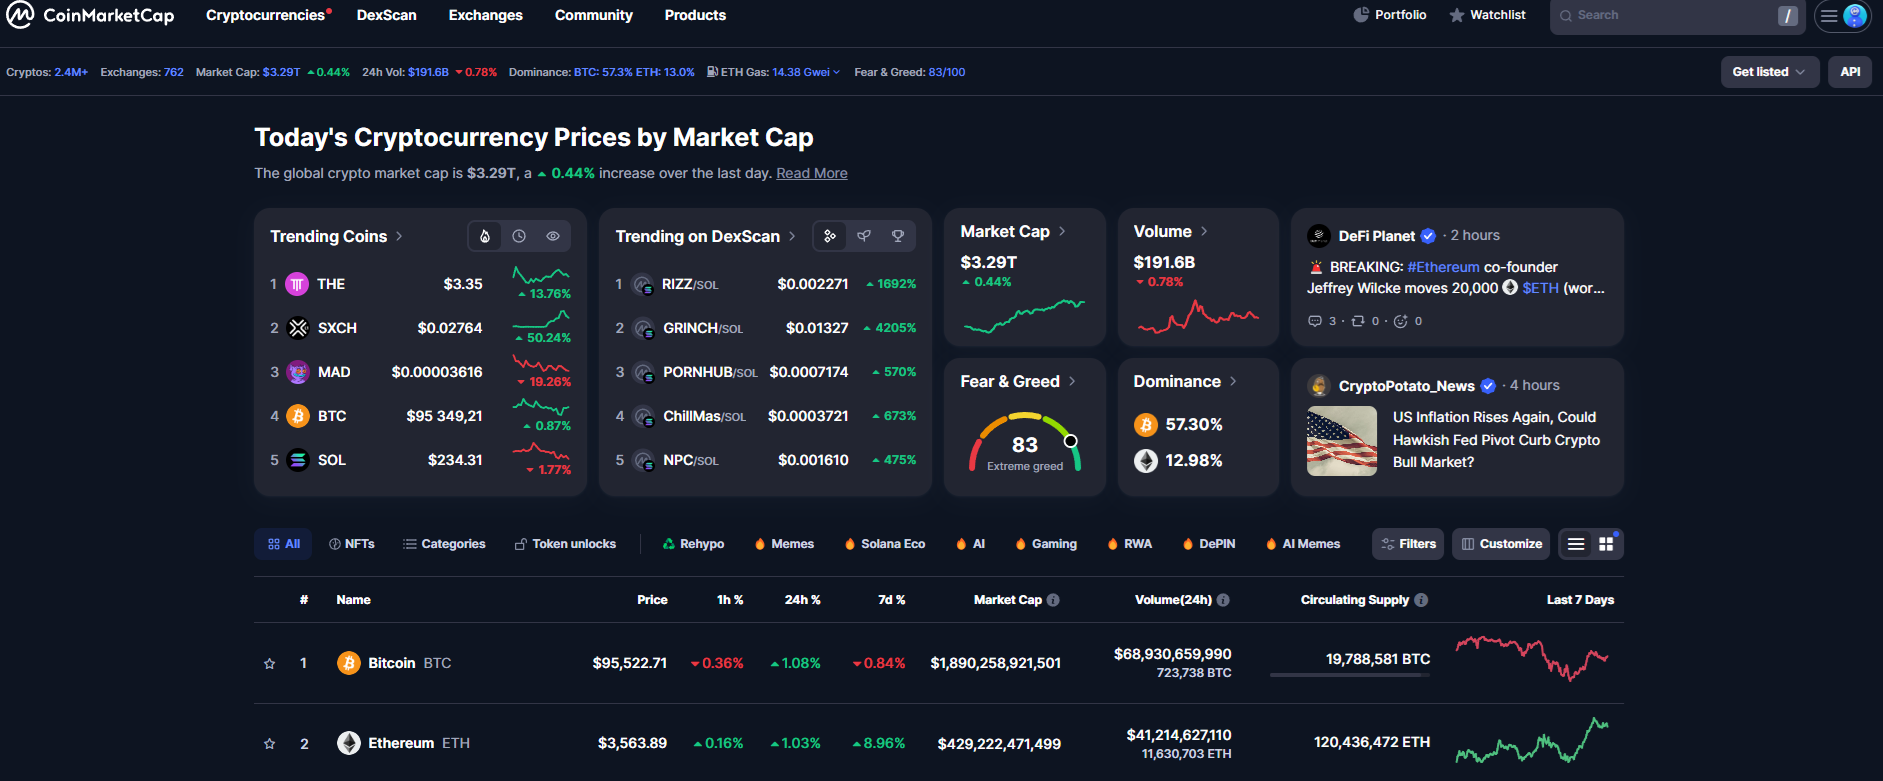 CoinMarketCap Cryptocurrencies DexScan Exchanges Community Products Portfolio Watchlist Search /
Cryptos: 2.4M+ Exchanges: 762 Market Cap: $3.29T 0.44% 24h Vol: $191.6B 0.78% Dominance: BTC: 57.3% ETH: 13.0% ETH Gas: 14.38 Gwei Fear & Greed: 83/100 Get listed API
Today's Cryptocurrency Prices by Market Cap
The global crypto market cap is $3.29T, a 0.44% increase over the last day. Read More
Trending Coins
1 THE $3.35 13.76%
2 SXCH $0.02764 50.24%
3 MAD $0.00003616 19.26%
4 BTC $95 349,21 0.87%
5 SOL $234.31 1.77%
Trending on DexScan
1 RIZZ/SOL $0.002271 1692%
2 GRINCH/SOL $0.01327 4205%
3 PORNHUB/SOL $0.0007174 570%
4 ChillMas/SOL $0.0003721 673%
5 NPC/SOL $0.001610 475%
Market Cap
$3.29T
0.44%
Volume
$191.6B
0.78%
Fear & Greed
83
Extreme greed
Dominance
57.30%
12.98%
DeFi Planet · 2 hours
BREAKING: #Ethereum co-founder
Jeffrey Wilcke moves 20,000 $ETH (wor...
3 · 0 · 0
CryptoPotato_News · 4 hours
US Inflation Rises Again, Could
Hawkish Fed Pivot Curb Crypto
Bull Market?
All NFTs Categories Token unlocks Rehypo Memes Solana Eco AI Gaming RWA DePIN AI Memes Filters Customize
# Name Price 1h % 24h % 7d % Market Cap Volume(24h) Circulating Supply Last 7 Days
1 Bitcoin BTC $95,522.71 0.36% 1.08% 0.84% $1,890,258,921,501 $68,930,659,990 19,788,581 BTC
723,738 BTC
2 Ethereum ETH $3,563.89 0.16% 1.03% 8.96% $429,222,471,499 $41,214,627,110 120,436,472 ETH
11,630,703 ETH